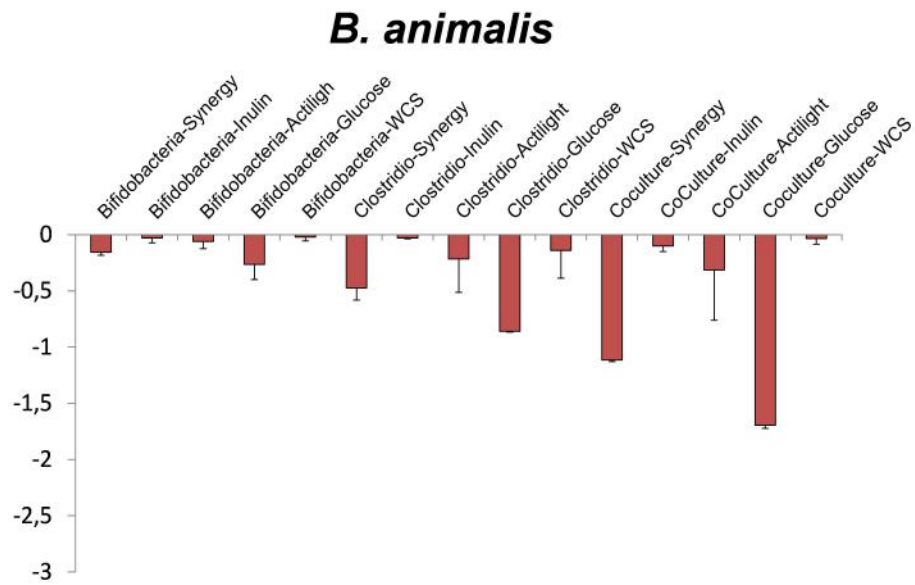 B. animalis
Bifidobacteria-Synergy
Bifidobacteria-Inulin
Bifidobacteria-Actiligh
Bifidobacteria-Glucose
Bifidobacteria-WCS
Clostridio-Synergy
Clostridio-Inulin
Clostridio-Actilight
Clostridio-Glucose
Clostridio-WCS
Coculture-Synergy
CoCulture-Inulin
CoCulture-Actilight
Coculture-Glucose
Coculture-WCS
0
-0,5
-1
-1,5
-2
-2,5
-3